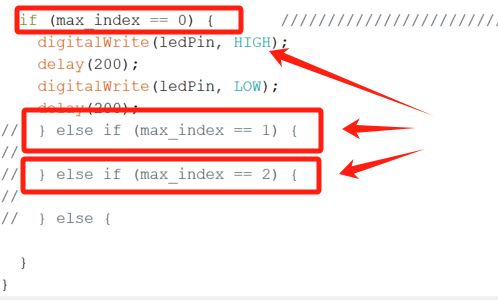 if (max_index == 0) { //////////////////////////
digitalWrite(ledPin, HIGH);
delay(200);
digitalWrite(ledPin, LOW);
delay(200);
// } else if (max_index == 1) {
//
// } else if (max_index == 2) {
//
// } else {
}
}